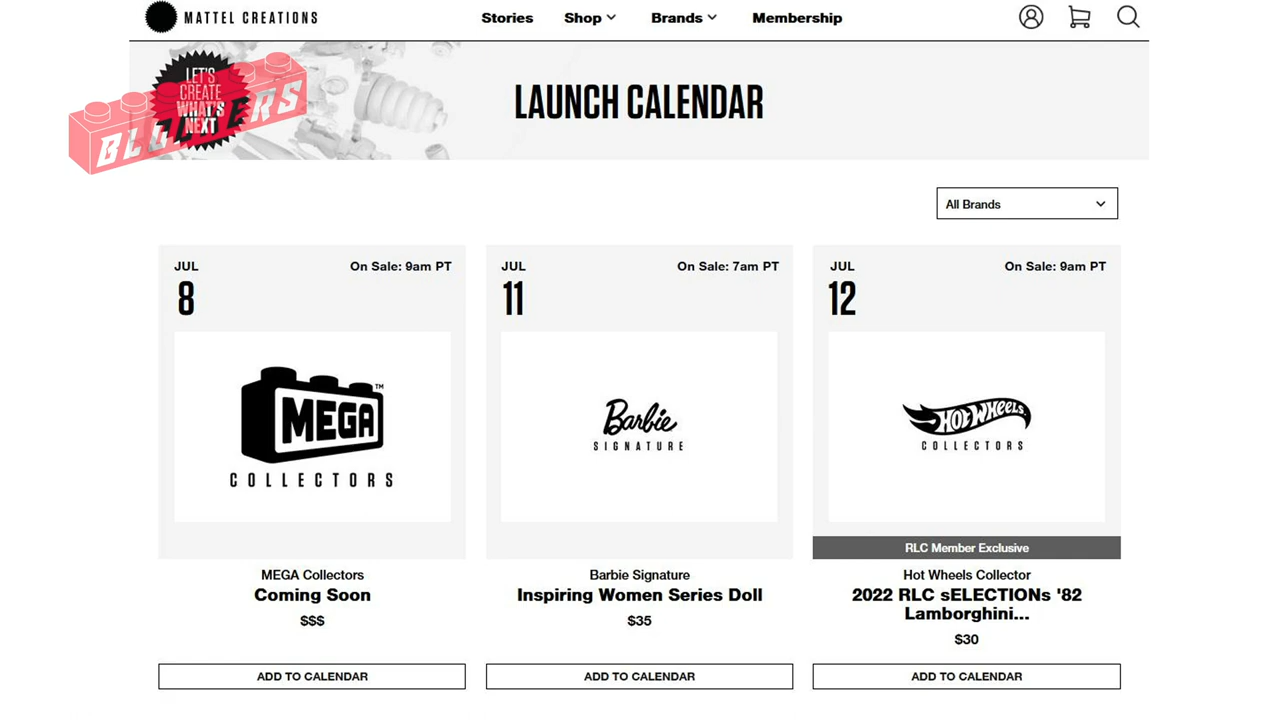 MATTEL CREATIONS
Stories Shop Brands Membership
LET'S
CREATE
WHAT'S
NEXT
LAUNCH CALENDAR
All Brands
JUL
8
On Sale: 9am PT
MEGA™
COLLECTORS
MEGA Collectors
Coming Soon
$$$
ADD TO CALENDAR
JUL
11
On Sale: 7am PT
Barbie
SIGNATURE
Barbie Signature
Inspiring Women Series Doll
$35
ADD TO CALENDAR
JUL
12
On Sale: 9am PT
HOT WHEELS
COLLECTORS
RLC Member Exclusive
Hot Wheels Collector
2022 RLC sELECTIONs '82
Lamborghini...
$30
ADD TO CALENDAR